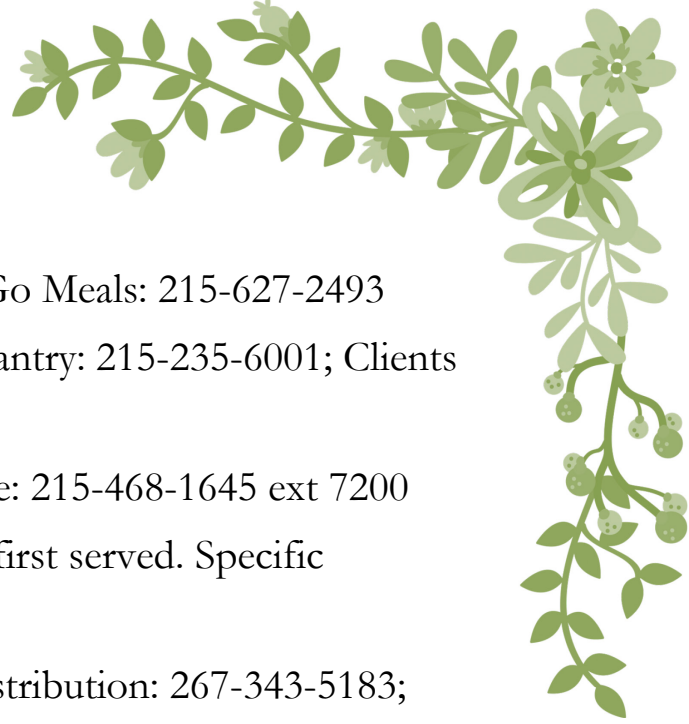 Go Meals: 215-627-2493
antry: 215-235-6001; Clients
e: 215-468-1645 ext 7200
first served. Specific
stribution: 267-343-5183;